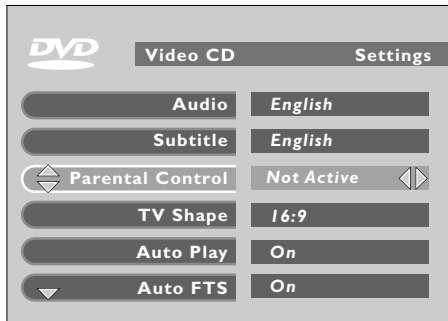 DVD
Video CD Settings
Audio English
Subtitle English
Parental Control Not Active
TV Shape 16:9
Auto Play On
Auto FTS On